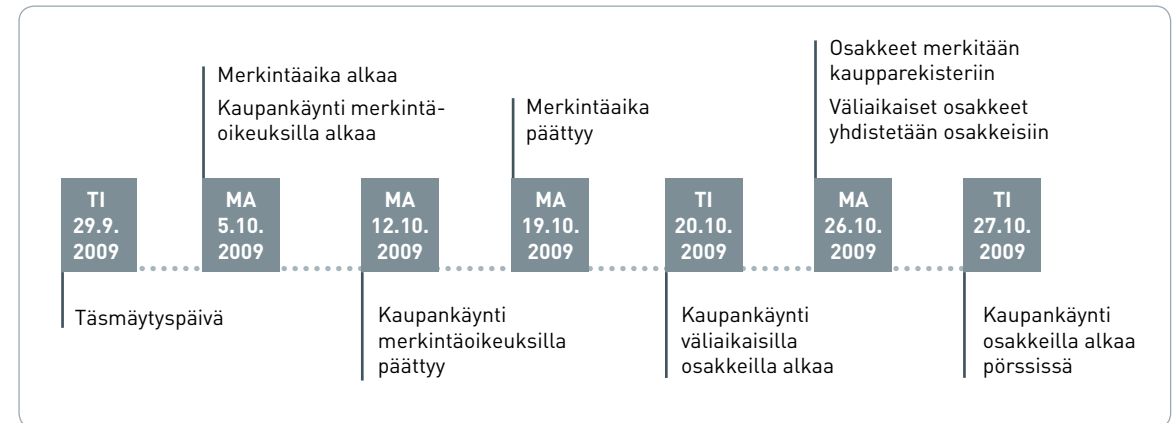 TI
29.9.
2009
Täsmäytyspäivä
Merkintäaika alkaa
Kaupankäynti merkintä-
oikeuksilla alkaa
MA
5.10.
2009
MA
12.10.
2009
Kaupankäynti
merkintäoikeuksilla
päättyy
Merkintäaika
päättyy
MA
19.10.
2009
TI
20.10.
2009
Kaupankäynti
väliaikaisilla
osakkeilla alkaa
Osakkeet merkitään
kaupparekisteriin
Väliaikaiset osakkeet
yhdistetään osakkeisiin
MA
26.10.
2009
TI
27.10.
2009
Kaupankäynti
osakkeilla alkaa
pörssissä